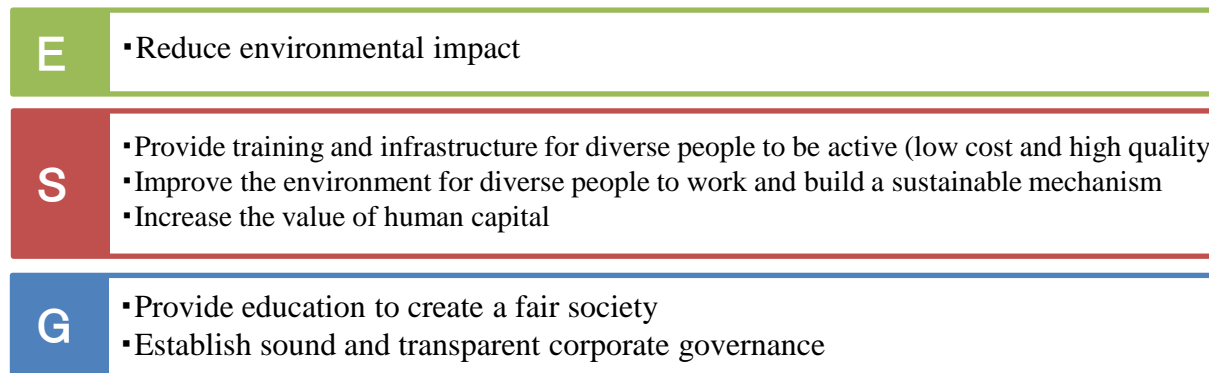 E
▪Reduce environmental impact
S
▪Provide training and infrastructure for diverse people to be active (low cost and high quality
▪Improve the environment for diverse people to work and build a sustainable mechanism
▪Increase the value of human capital
G
▪Provide education to create a fair society
▪Establish sound and transparent corporate governance